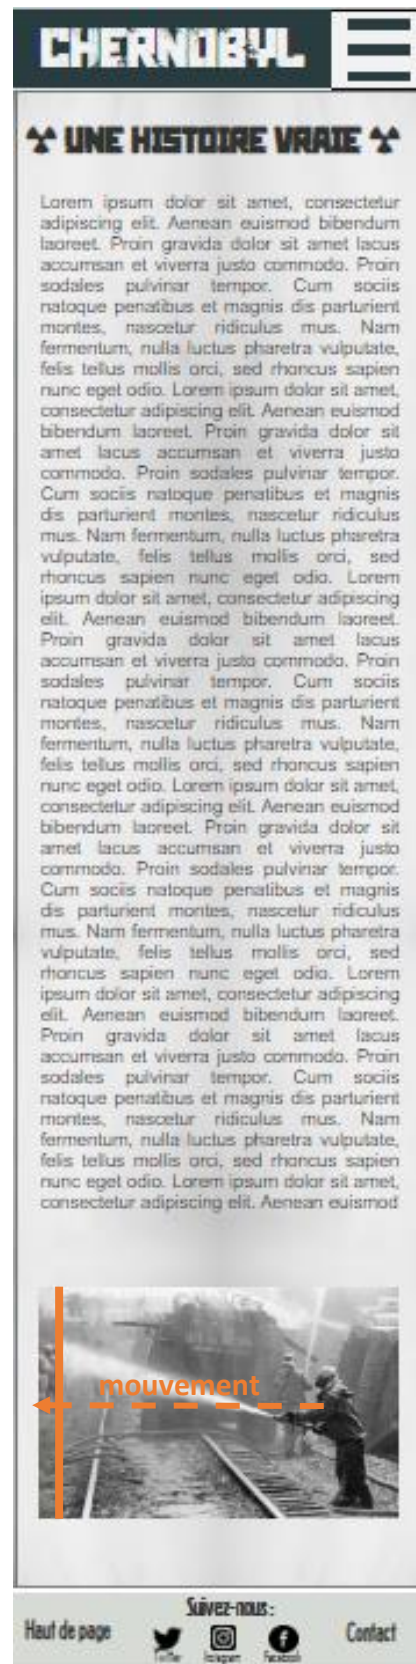 CHERNOBYL
UNE HISTOIRE VRAIE
Lorem ipsum dolor sit amet, consectetur
adipiscing elit. Aenean euismod bibendum
laoreet. Proin gravida dolor sit amet lacus
accumsan et viverra justo commodo. Proin
sodales pulvinar tempor. Cum sociis
natoque penatibus et magnis dis parturient
montes, nascetur ridiculus mus. Nam
fermentum, nulla luctus pharetra vulputate,
felis tellus mollis orci, sed rhoncus sapien
nunc eget odio. Lorem ipsum dolor sit amet,
consectetur adipiscing elit. Aenean euismod
bibendum laoreet. Proin gravida dolor sit
amet lacus accumsan et viverra justo
commodo. Proin sodales pulvinar tempor.
Cum sociis natoque penatibus et magnis
dis parturient montes, nascetur ridiculus
mus. Nam fermentum, nulla luctus pharetra
vulputate, felis tellus mollis orci, sed
rhoncus sapien nunc eget odio. Lorem
ipsum dolor sit amet, consectetur adipiscing
elit. Aenean euismod bibendum laoreet.
Proin gravida dolor sit amet lacus
accumsan et viverra justo commodo. Proin
sodales pulvinar tempor. Cum sociis
natoque penatibus et magnis dis parturient
montes, nascetur ridiculus mus. Nam
fermentum, nulla luctus pharetra vulputate,
felis tellus mollis orci, sed rhoncus sapien
nunc eget odio. Lorem ipsum dolor sit amet,
consectetur adipiscing elit. Aenean euismod
bibendum laoreet. Proin gravida dolor sit
amet lacus accumsan et viverra justo
commodo. Proin sodales pulvinar tempor.
Cum sociis natoque penatibus et magnis
dis parturient montes, nascetur ridiculus
mus. Nam fermentum, nulla luctus pharetra
vulputate, felis tellus mollis orci, sed
rhoncus sapien nunc eget odio. Lorem
ipsum dolor sit amet, consectetur adipiscing
elit. Aenean euismod bibendum laoreet.
Proin gravida dolor sit amet lacus
accumsan et viverra justo commodo. Proin
sodales pulvinar tempor. Cum sociis
natoque penatibus et magnis dis parturient
montes, nascetur ridiculus mus. Nam
fermentum, nulla luctus pharetra vulputate,
felis tellus mollis orci, sed rhoncus sapien
nunc eget odio. Lorem ipsum dolor sit amet,
consectetur adipiscing elit. Aenean euismod
mouvement
Suivez-nous :
Haut de page
Twitter Instagram Facebook
Contact